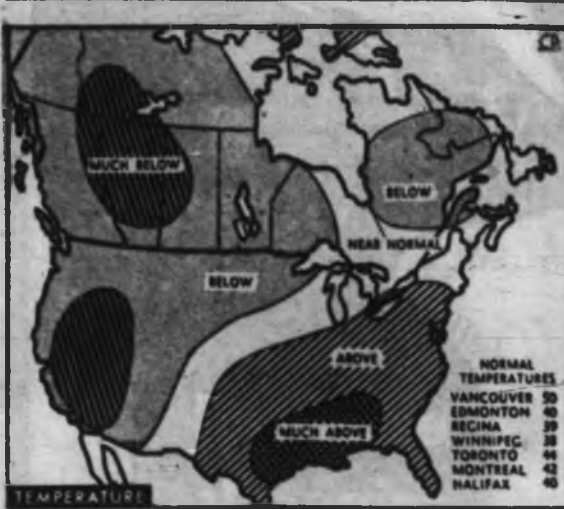 MUCH BELOW
BELOW
NEAR NORMAL
BELOW
ABOVE
MUCH ABOVE
NORMAL
TEMPERATURES
VANCOUVER 50
EDMONTON 40
REGINA 39
WINNIPEG 38
TORONTO 44
MONTREAL 42
HALIFAX 40
TEMPERATURE